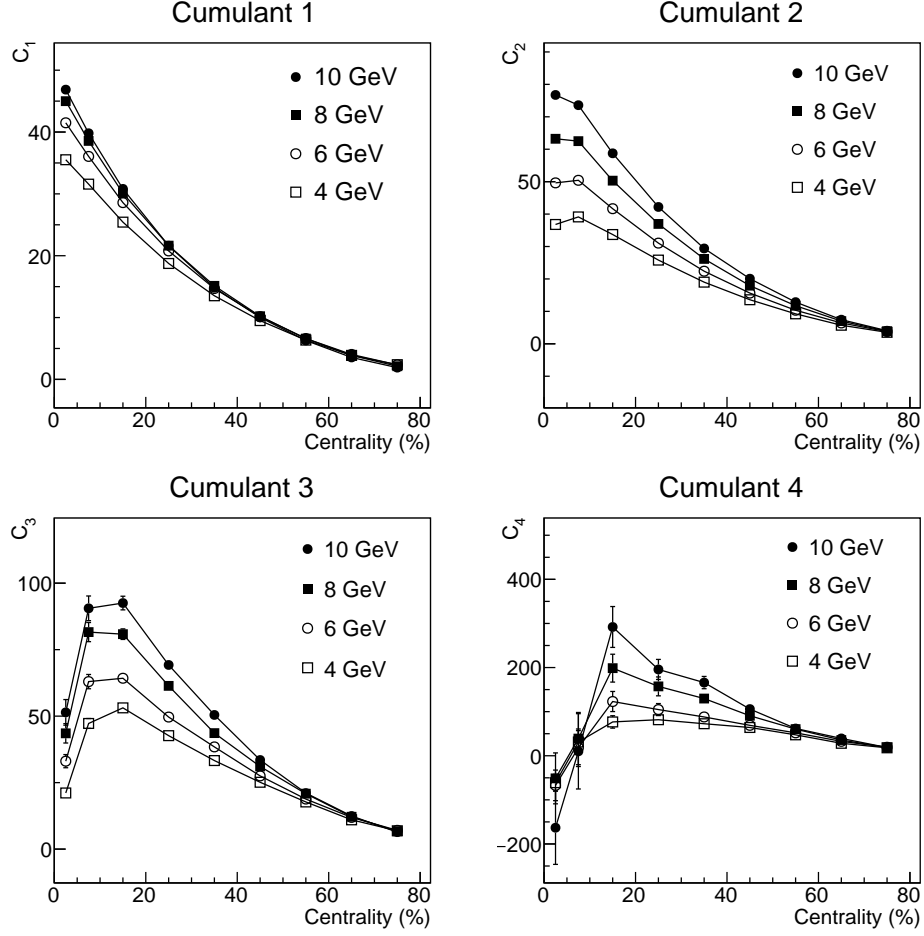 Cumulant 1
C₁
10 GeV
8 GeV
6 GeV
4 GeV
40
20
0
0 20 40 60 80
Centrality (%)
Cumulant 2
C₂
10 GeV
8 GeV
6 GeV
4 GeV
50
0
0 20 40 60 80
Centrality (%)
Cumulant 3
C₃
10 GeV
8 GeV
6 GeV
4 GeV
100
50
0
0 20 40 60 80
Centrality (%)
Cumulant 4
C₄
10 GeV
8 GeV
6 GeV
4 GeV
400
200
0
−200
0 20 40 60 80
Centrality (%)